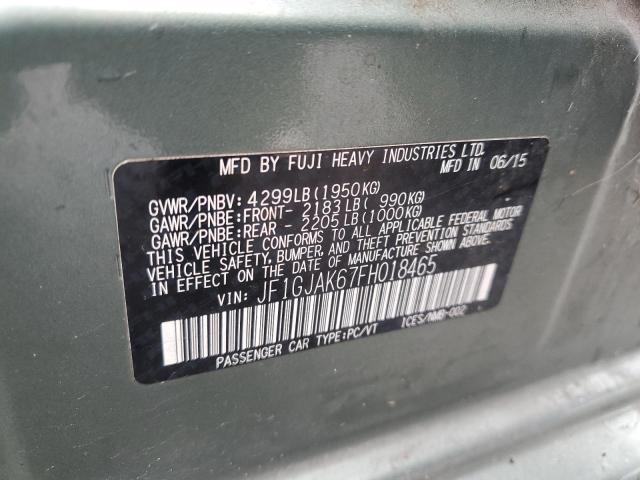 MFD BY FUJI HEAVY INDUSTRIES LTD.
MFD IN 06/15
GVWR/PNBV: 4299LB(1950KG)
GAWR/PNBE:FRONT- 2183LB( 990KG)
GAWR/PNBE:REAR - 2205LB(1000KG)
THIS VEHICLE CONFORMS TO ALL APPLICABLE FEDERAL MOTOR
VEHICLE SAFETY, BUMPER, AND THEFT PREVENTION STANDARDS
IN EFFECT ON THE DATE OF MANUFACTURE SHOWN ABOVE.
VIN: JF1GJAK67FH018465
PASSENGER CAR TYPE:PC/VT ICES/NMB-002